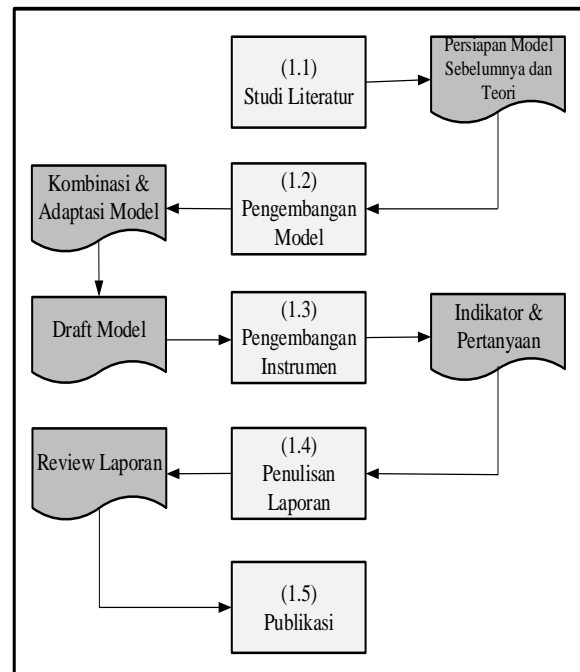 (1.1)
Studi Literatur
Persiapan Model
Sebelumnya dan
Teori
(1.2)
Pengembangan
Model
Kombinasi &
Adaptasi Model
Draft Model
(1.3)
Pengembangan
Instrumen
Indikator &
Pertanyaan
(1.4)
Penulisan
Laporan
Review Laporan
(1.5)
Publikasi